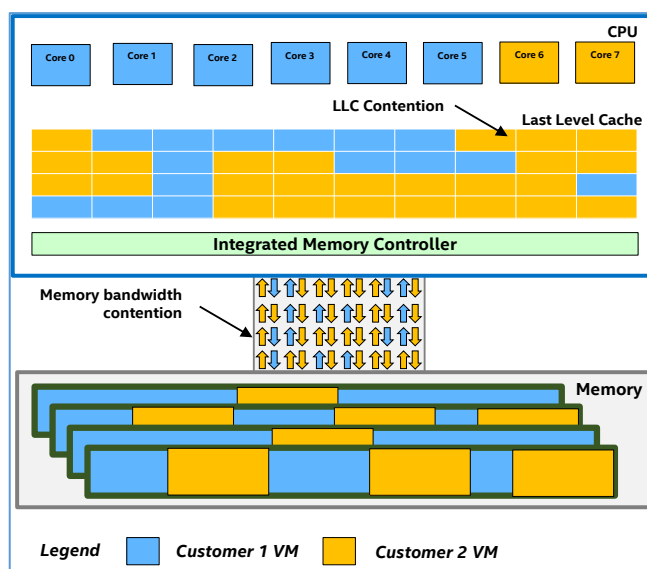 CPU
Core 0
Core 1
Core 2
Core 3
Core 4
Core 5
Core 6
Core 7
LLC Contention
Last Level Cache
Integrated Memory Controller
Memory bandwidth
contention
Memory
Legend
Customer 1 VM
Customer 2 VM